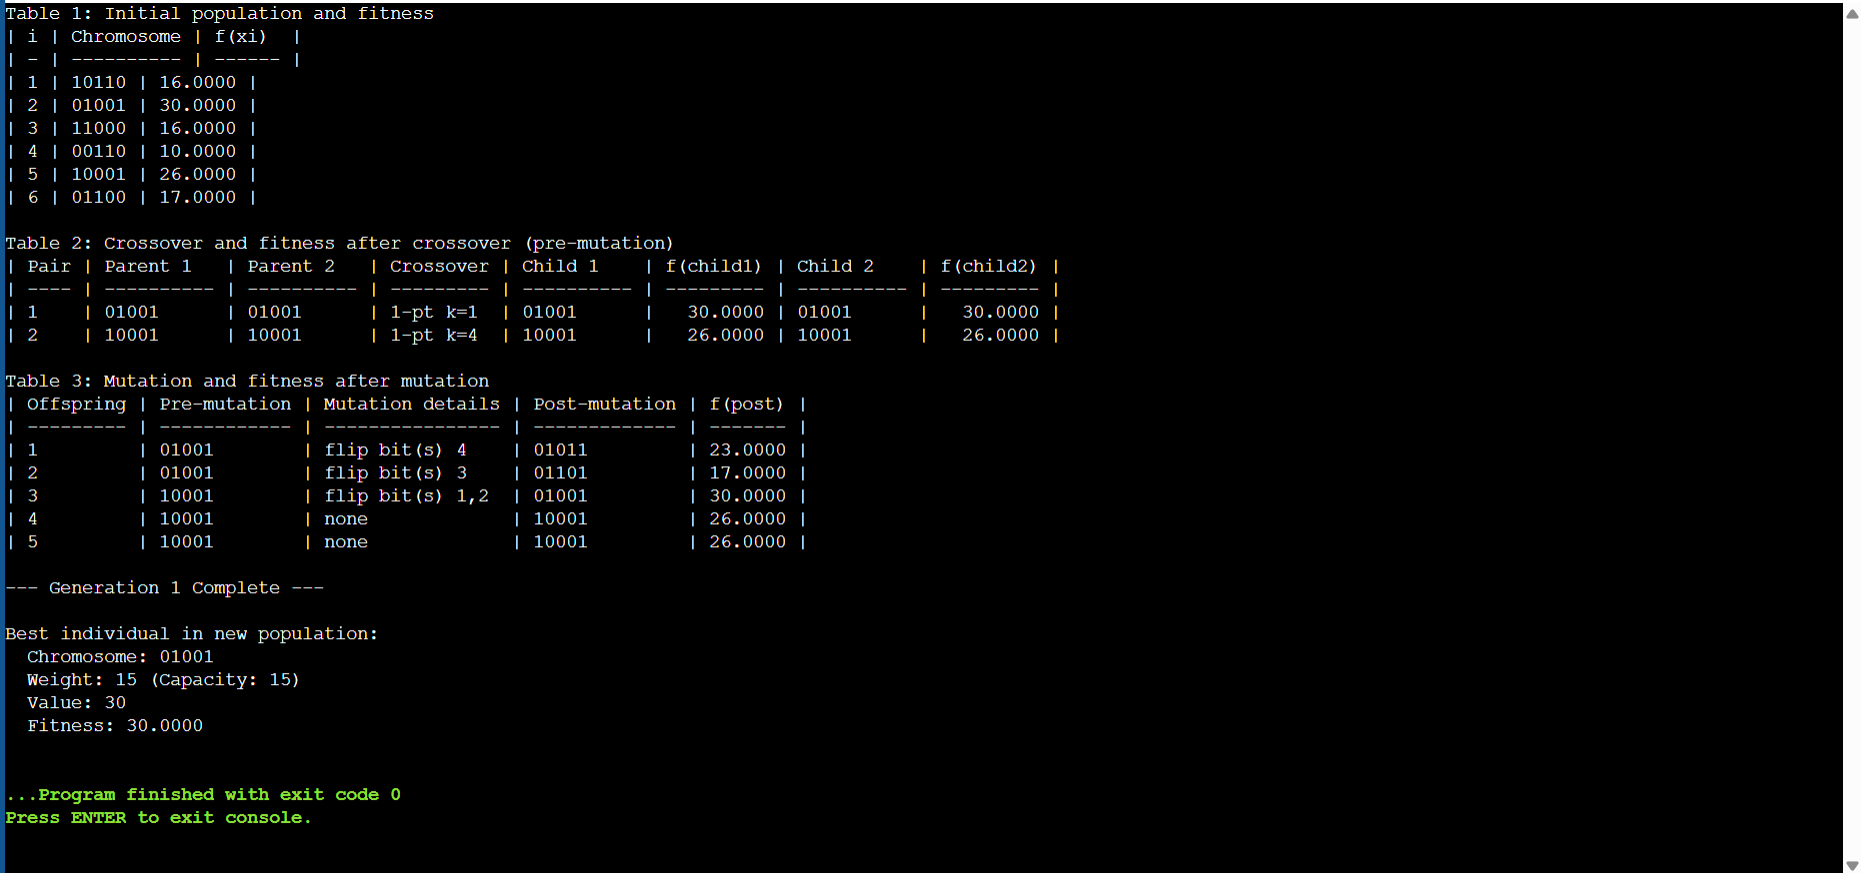 Table 1: Initial population and fitness
| i | Chromosome | f(xi)  |
| - | ---------- | ------ |
| 1 | 10110 | 16.0000 |
| 2 | 01001 | 30.0000 |
| 3 | 11000 | 16.0000 |
| 4 | 00110 | 10.0000 |
| 5 | 10001 | 26.0000 |
| 6 | 01100 | 17.0000 |

Table 2: Crossover and fitness after crossover (pre-mutation)
| Pair | Parent 1   | Parent 2   | Crossover | Child 1    | f(child1) | Child 2    | f(child2) |
| ---- | ---------- | ---------- | --------- | ---------- | --------- | ---------- | --------- |
| 1    | 01001      | 01001      | 1-pt k=1  | 01001      |   30.0000 | 01001      |   30.0000 |
| 2    | 10001      | 10001      | 1-pt k=4  | 10001      |   26.0000 | 10001      |   26.0000 |

Table 3: Mutation and fitness after mutation
| Offspring | Pre-mutation | Mutation details | Post-mutation | f(post) |
| --------- | ------------ | ---------------- | ------------- | ------- |
| 1         | 01001        | flip bit(s) 4    | 01011         | 23.0000 |
| 2         | 01001        | flip bit(s) 3    | 01101         | 17.0000 |
| 3         | 10001        | flip bit(s) 1,2  | 01001         | 30.0000 |
| 4         | 10001        | none             | 10001         | 26.0000 |
| 5         | 10001        | none             | 10001         | 26.0000 |

--- Generation 1 Complete ---

Best individual in new population:
  Chromosome: 01001
  Weight: 15 (Capacity: 15)
  Value: 30
  Fitness: 30.0000

...Program finished with exit code 0
Press ENTER to exit console.